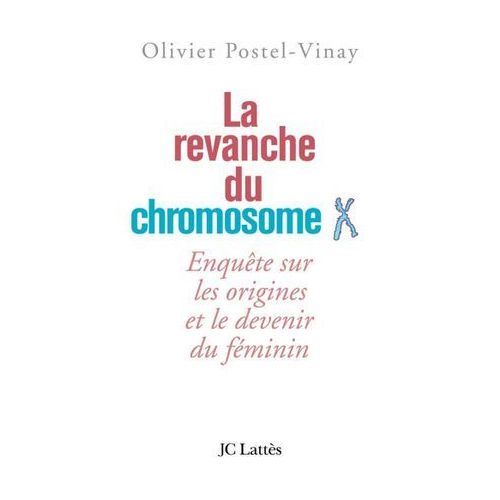 Olivier Postel-Vinay
La
revanche
du
chromosome X
Enquête sur
les origines
et le devenir
du féminin
JC Lattès